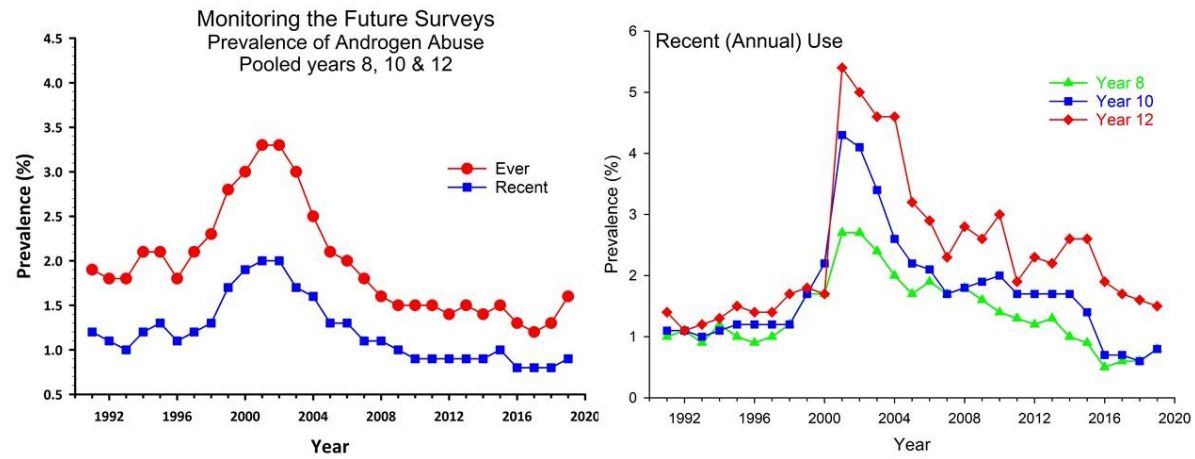 Monitoring the Future Surveys
Prevalence of Androgen Abuse
Pooled years 8, 10 & 12
4.5
4.0
3.5
3.0
2.5
2.0
1.5
1.0
0.5
Prevalence (%)
Ever
Recent
1992 1996 2000 2004 2008 2012 2016 2020
Year
Recent (Annual) Use
6
5
4
3
2
1
0
Prevalence (%)
Year 8
Year 10
Year 12
1992 1996 2000 2004 2008 2012 2016 2020
Year